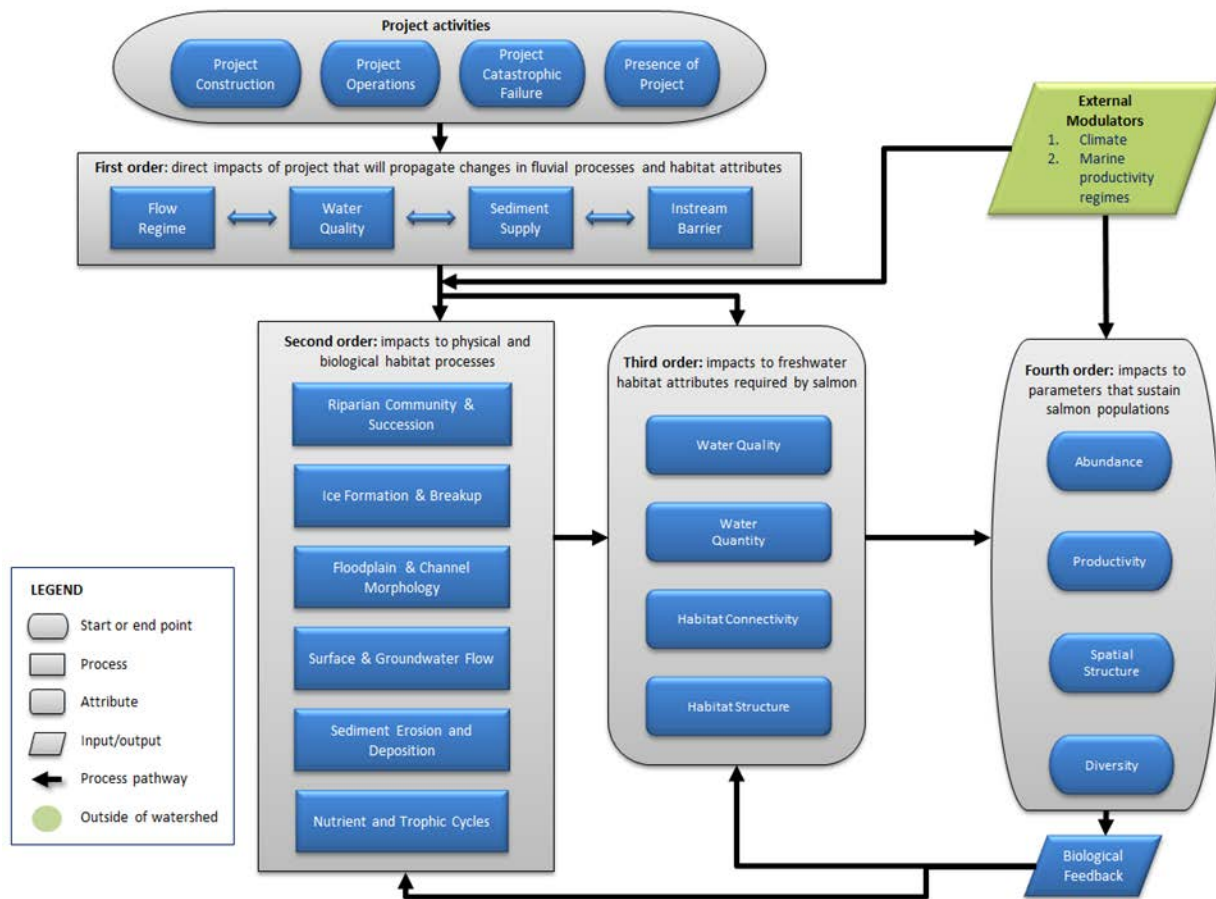 Project activities
Project
Construction
Project
Operations
Project
Catastrophic
Failure
Presence of
Project
External
Modulators
1. Climate
2. Marine
productivity
regimes
First order: direct impacts of project that will propagate changes in fluvial processes and habitat attributes
Flow
Regime
Water
Quality
Sediment
Supply
Instream
Barrier
Second order: impacts to physical and
biological habitat processes
Riparian Community &
Succession
Ice Formation & Breakup
Floodplain & Channel
Morphology
Surface & Groundwater Flow
Sediment Erosion and
Deposition
Nutrient and Trophic Cycles
Third order: impacts to freshwater
habitat attributes required by salmon
Water Quality
Water
Quantity
Habitat Connectivity
Habitat Structure
Fourth order: impacts to
parameters that sustain
salmon populations
Abundance
Productivity
Spatial
Structure
Diversity
Biological
Feedback
LEGEND
Start or end point
Process
Attribute
Input/output
Process pathway
Outside of watershed